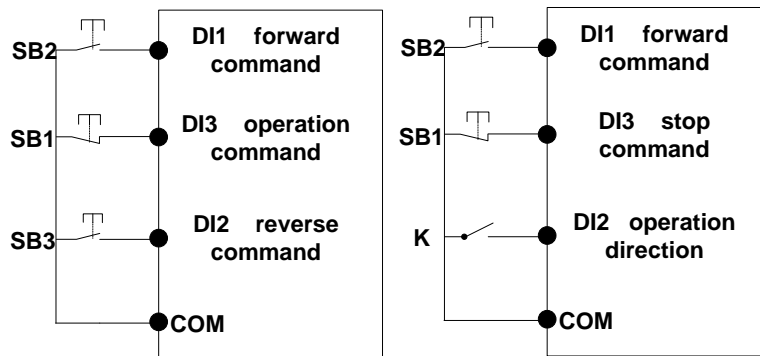 SB2
DI1 forward
command
SB1
DI3 operation
command
SB3
DI2 reverse
command
COM
SB2
DI1 forward
command
SB1
DI3 stop
command
K
DI2 operation
direction
COM